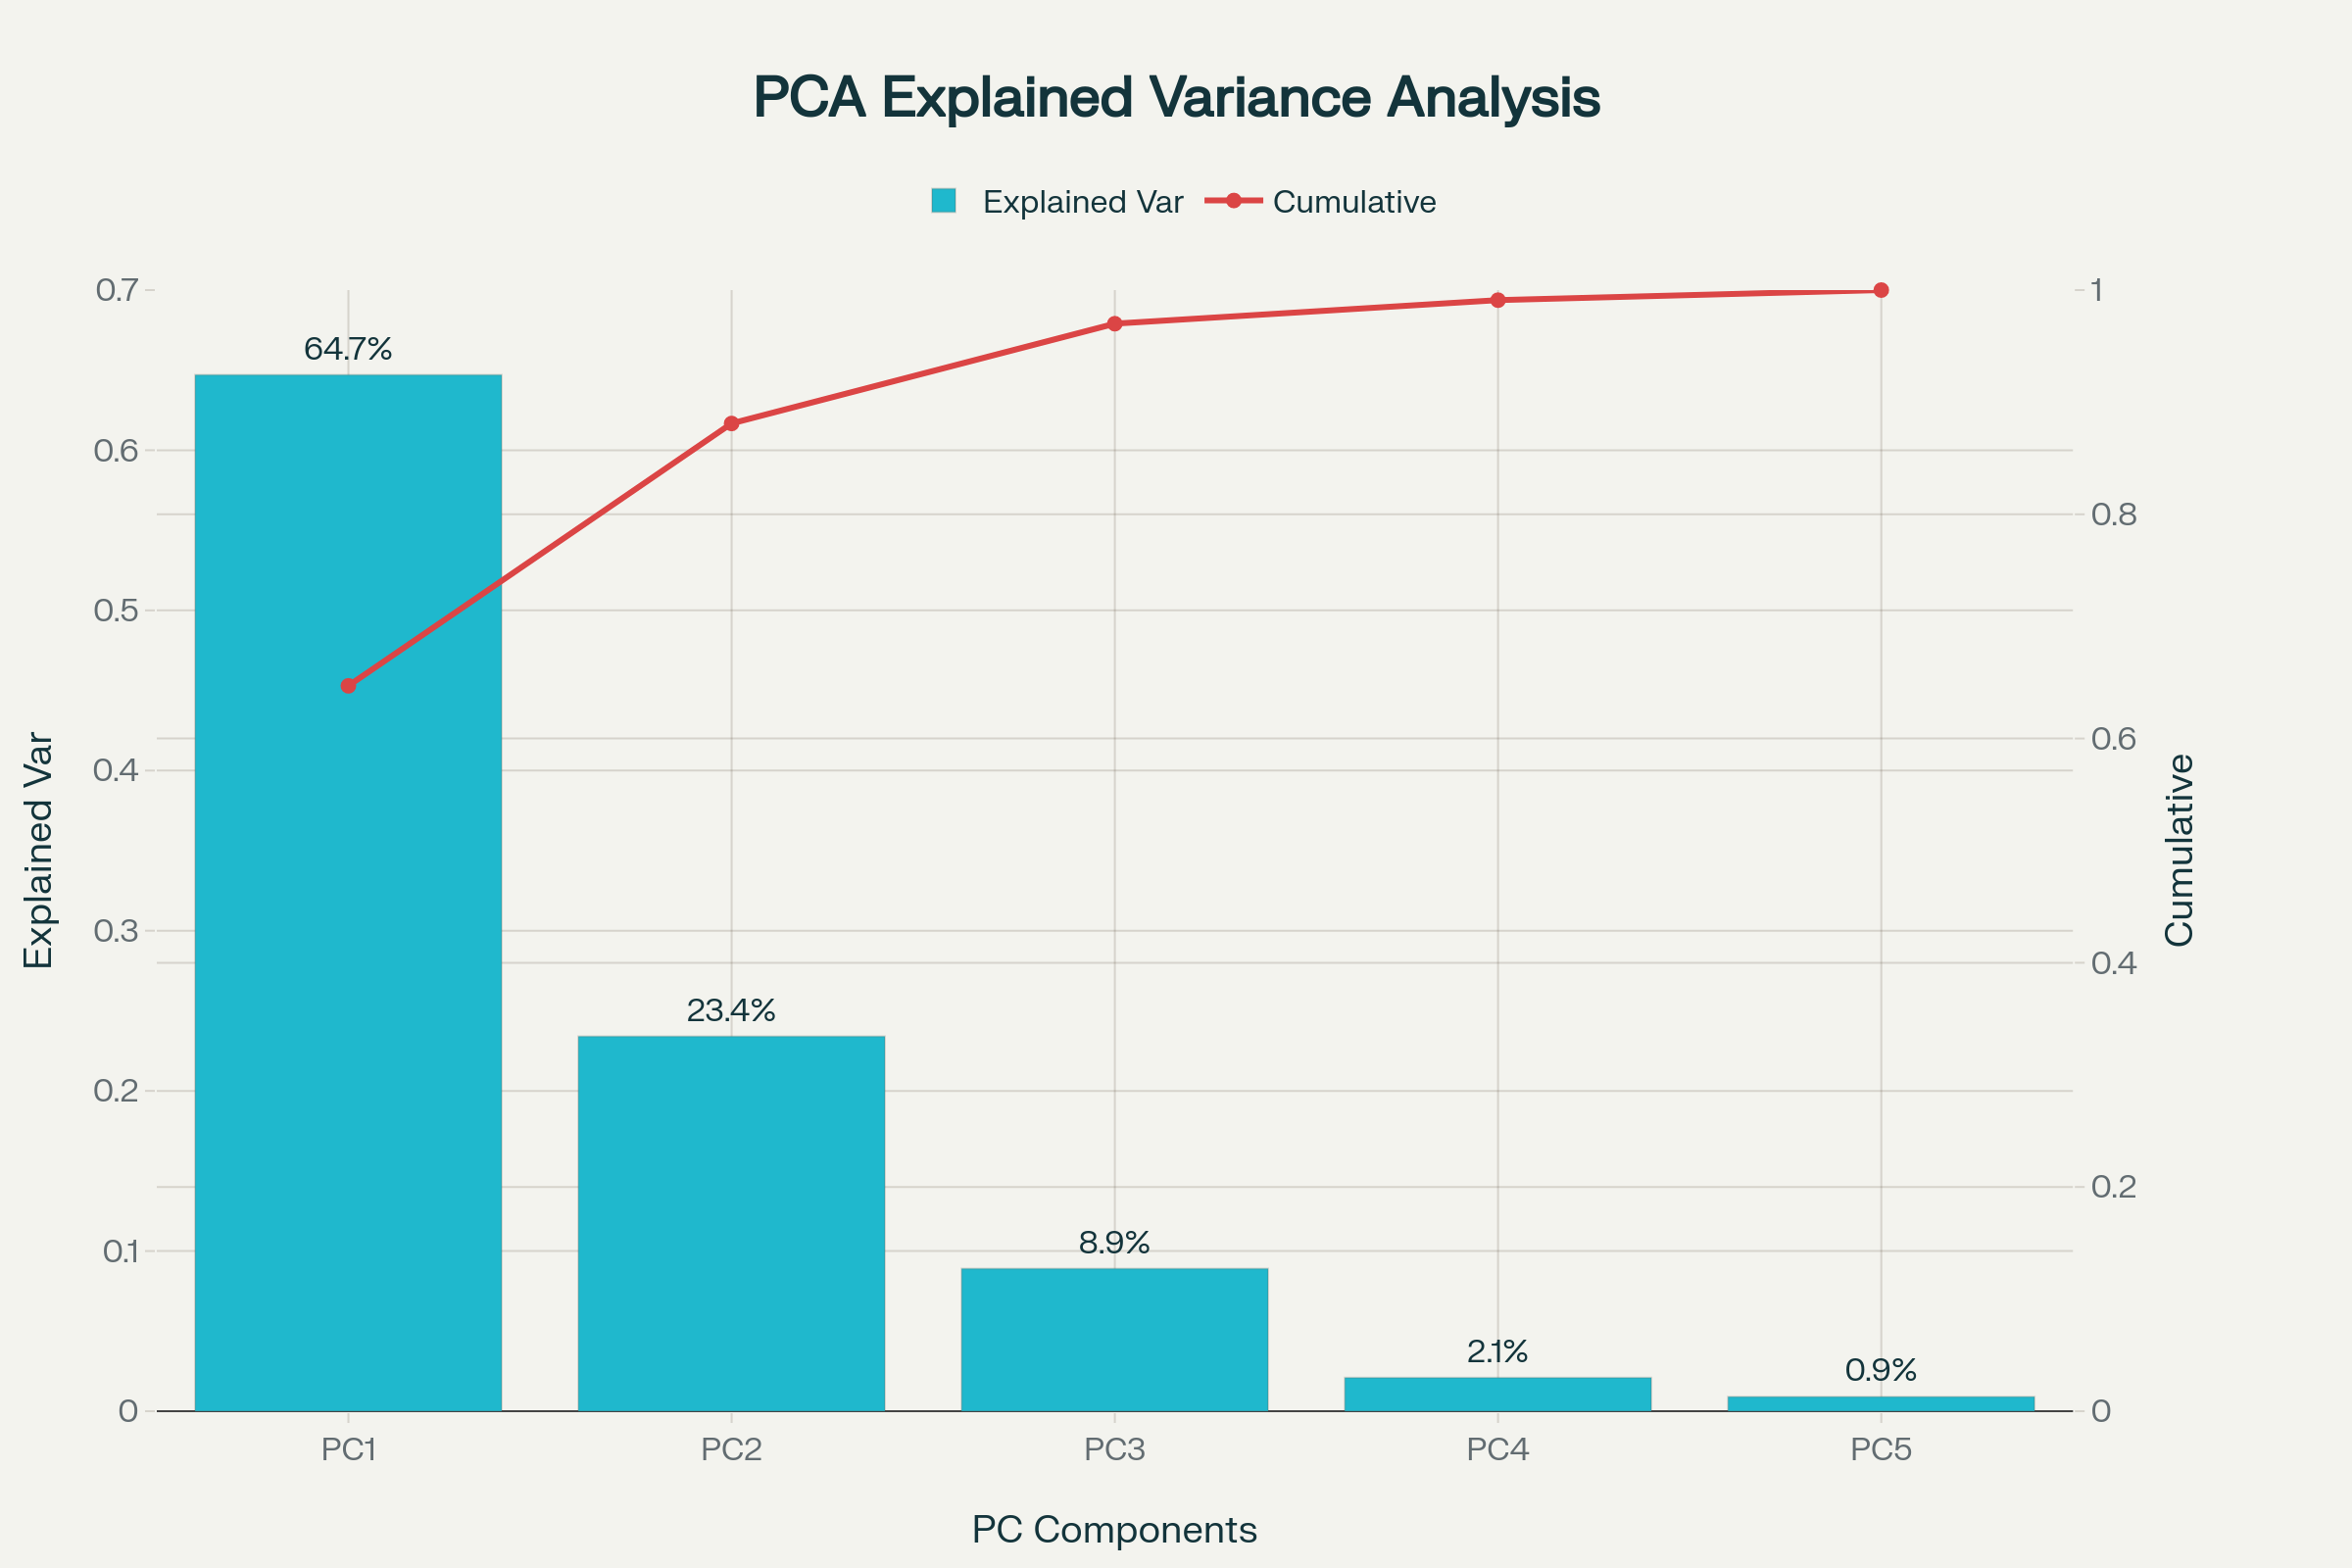 PCA Explained Variance Analysis
Explained Var
Cumulative
0.7
0.6
0.5
0.4
0.3
0.2
0.1
0
Explained Var
64.7%
23.4%
8.9%
2.1%
0.9%
1
0.8
0.6
0.4
0.2
0
Cumulative
PC1
PC2
PC3
PC4
PC5
PC Components